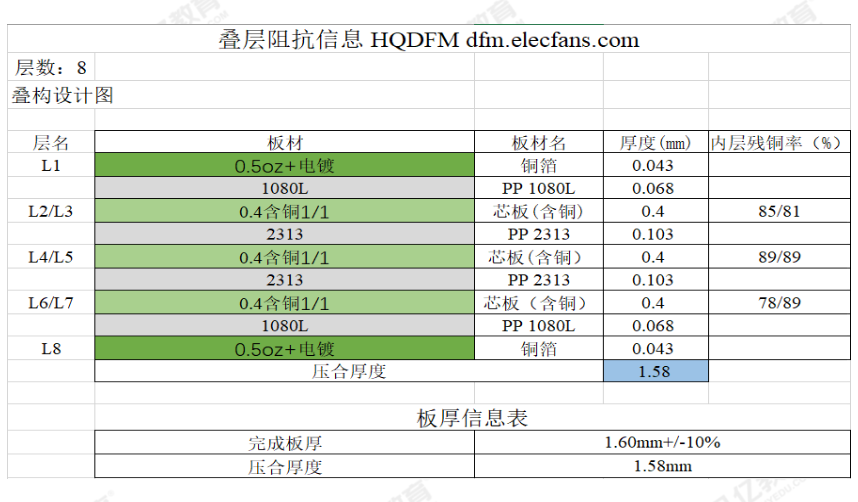 叠层阻抗信息 HQDFM dfm.elecfans.com
层数：8
叠构设计图
层名 板材 板材名 厚度(mm) 内层残铜率（%）
L1 0.5oz+电镀 铜箔 0.043
1080L PP 1080L 0.068
L2/L3 0.4含铜1/1 芯板(含铜) 0.4 85/81
2313 PP 2313 0.103
L4/L5 0.4含铜1/1 芯板(含铜） 0.4 89/89
2313 PP 2313 0.103
L6/L7 0.4含铜1/1 芯板（含铜） 0.4 78/89
1080L PP 1080L 0.068
L8 0.5oz+电镀 铜箔 0.043
压合厚度 1.58
板厚信息表
完成板厚 1.60mm+/-10%
压合厚度 1.58mm